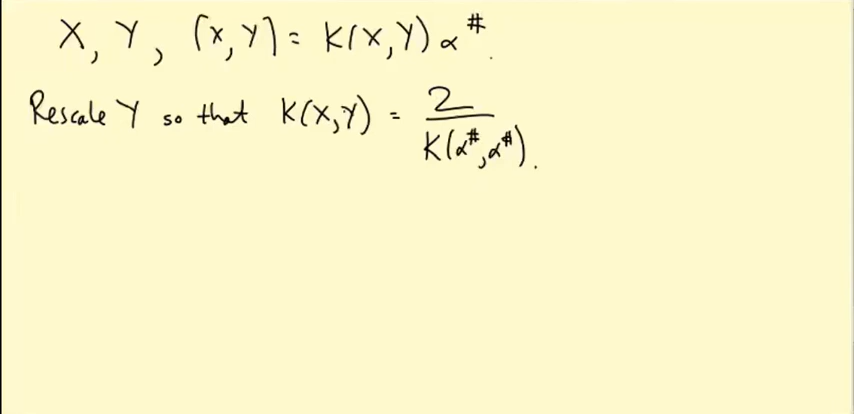 X, Y, [X, Y] = K(X, Y) α^#.
Rescale Y so that K(X, Y) = 2 / K(α^#, α^#).